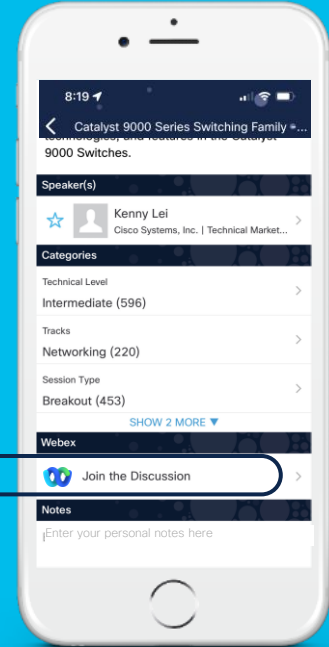 8:19
Catalyst 9000 Series Switching Family -...
technologies, and features in the Catalyst
9000 Switches.
Speaker(s)
Kenny Lei
Cisco Systems, Inc. | Technical Market...
Categories
Technical Level
Intermediate (596)
Tracks
Networking (220)
Session Type
Breakout (453)
SHOW 2 MORE ▼
Webex
Join the Discussion
Notes
Enter your personal notes here